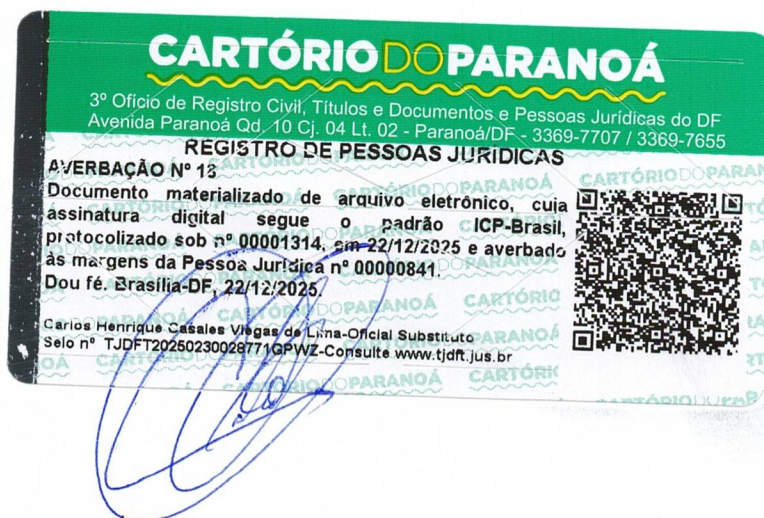 CARTÓRIO DO PARANOÁ
3º Ofício de Registro Civil, Títulos e Documentos e Pessoas Jurídicas do DF
Avenida Paranoá Qd. 10 Cj. 04 Lt. 02 - Paranoá/DF - 3369-7707 / 3369-7655
REGISTRO DE PESSOAS JURÍDICAS
AVERBAÇÃO Nº 13
Documento materializado de arquivo eletrônico, cuja
assinatura digital segue o padrão ICP-Brasil,
protocolizado sob nº 00001314, em 22/12/2025 e averbado
às margens da Pessoa Jurídica nº 00000841.
Dou fé. Brasília-DF, 22/12/2025.
Carlos Henrique Casales Viegas de Lima-Oficial Substituto
Selo nº TJDFT20250230028771QPWZ-Consulte www.tjdft.jus.br